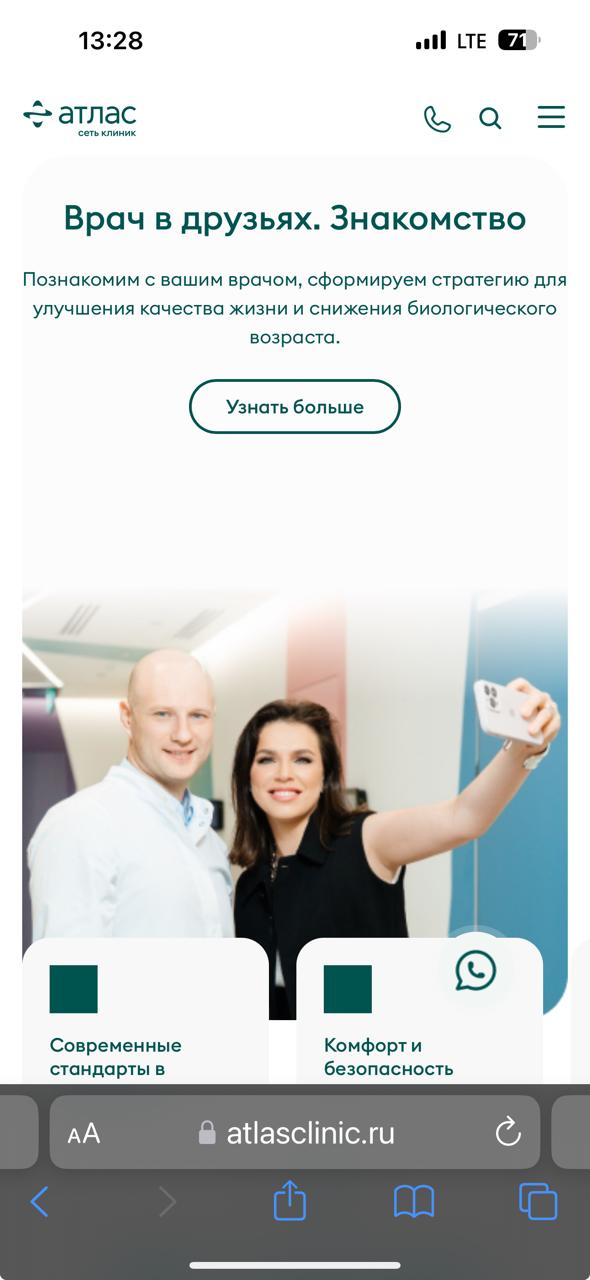 13:28
LTE
71
атлас
сеть клиник
Врач в друзьях. Знакомство
Познакомим с вашим врачом, сформируем стратегию для
улучшения качества жизни и снижения биологического
возраста.
Узнать больше
Современные
стандарты в
Комфорт и
безопасность
AA
atlasclinic.ru